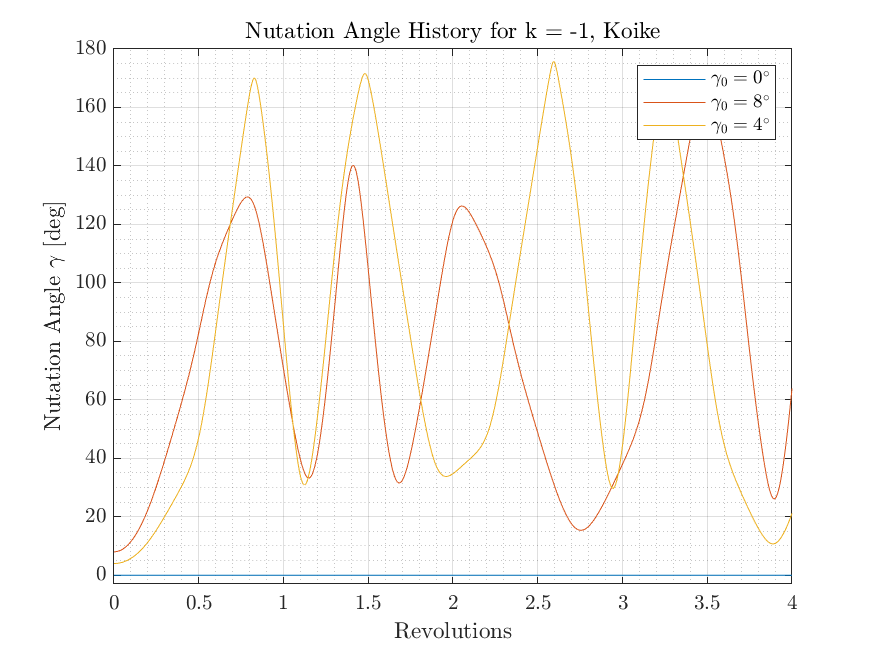 Nutation Angle History for k = -1, Koike
Nutation Angle γ [deg]
180
160
140
120
100
80
60
40
20
0
γ₀ = 0°
γ₀ = 8°
γ₀ = 4°
0 0.5 1 1.5 2 2.5 3 3.5 4
Revolutions